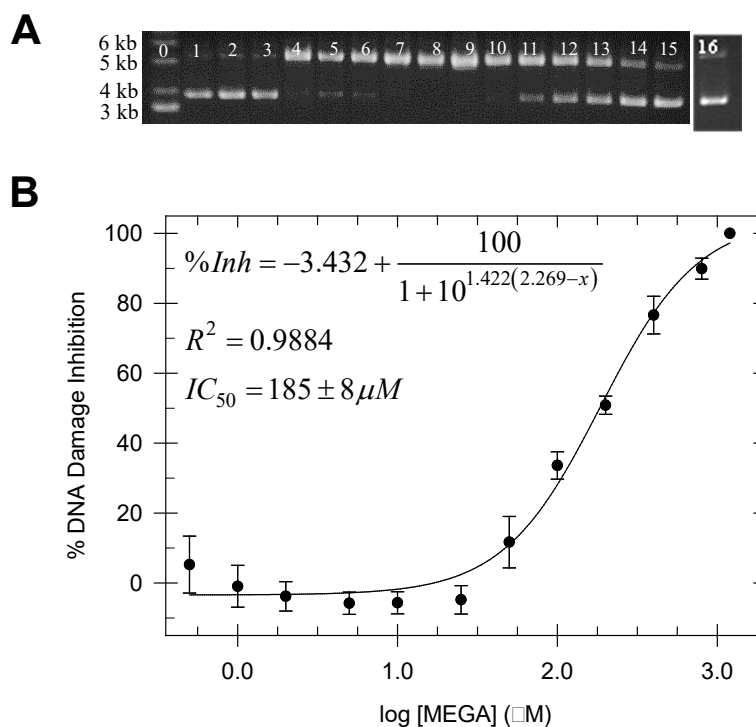 A
6 kb
5 kb
4 kb
3 kb
0 1 2 3 4 5 6 7 8 9 10 11 12 13 14 15 16
B
100
80
60
40
20
0
% DNA Damage Inhibition
%Inh = −3.432 + 100 / 1+10^1.422(2.269−x)
R² = 0.9884
IC₅₀ = 185 ± 8 μM
0.0 1.0 2.0 3.0
log [MEGA] (□M)